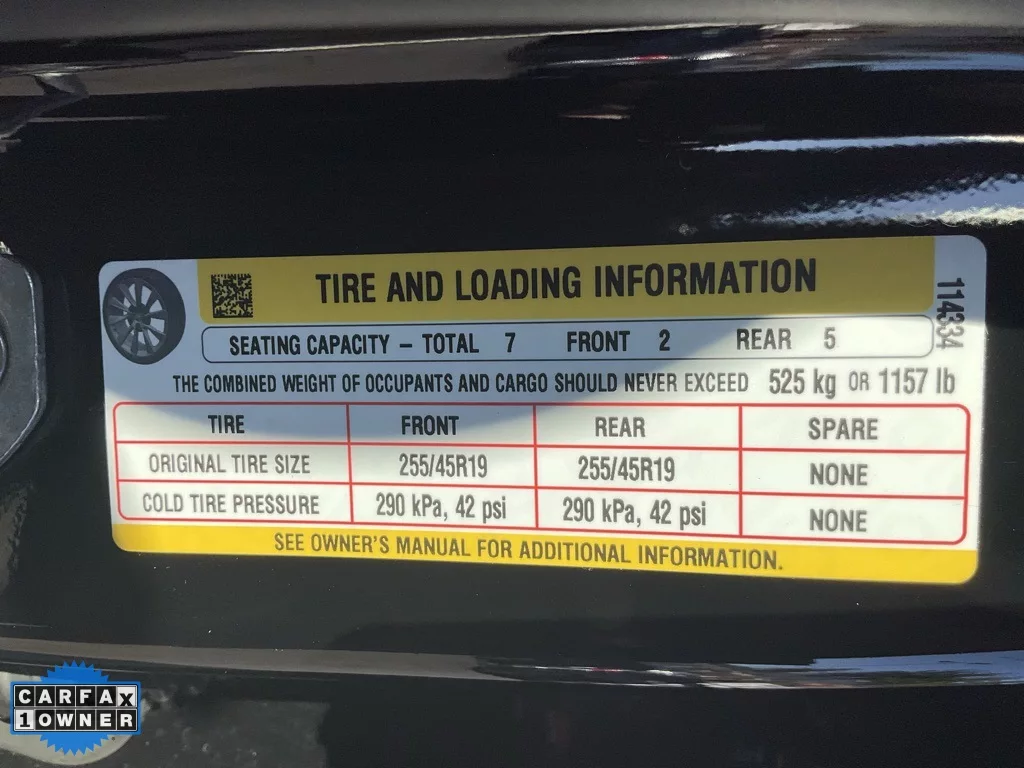 TIRE AND LOADING INFORMATION
114334
SEATING CAPACITY – TOTAL 7 FRONT 2 REAR 5
THE COMBINED WEIGHT OF OCCUPANTS AND CARGO SHOULD NEVER EXCEED 525 kg OR 1157 lb
TIRE FRONT REAR SPARE
ORIGINAL TIRE SIZE 255/45R19 255/45R19 NONE
COLD TIRE PRESSURE 290 kPa, 42 psi 290 kPa, 42 psi NONE
SEE OWNER'S MANUAL FOR ADDITIONAL INFORMATION.
CARFAX
1 OWNER